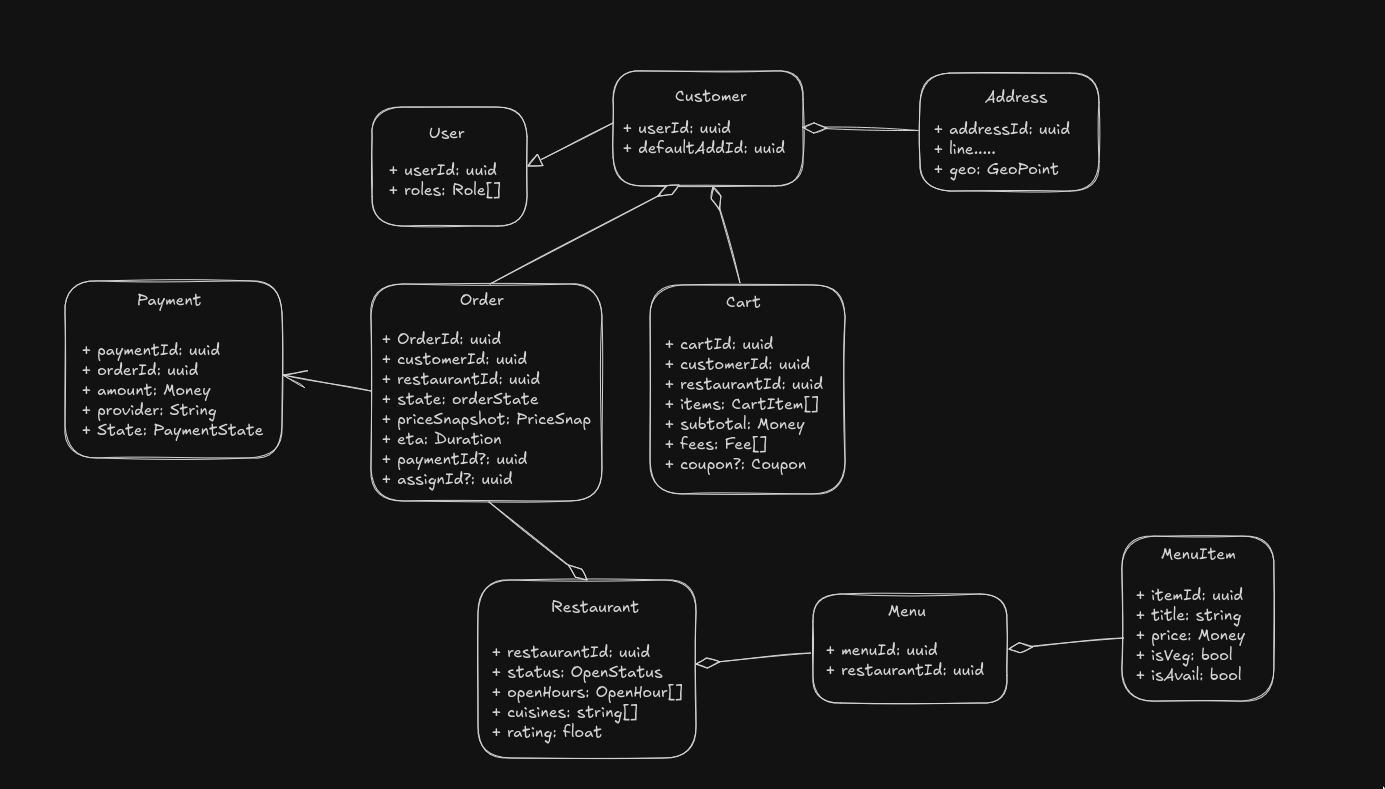 Customer
+ userId: uuid
+ defaultAddId: uuid
Address
+ addressId: uuid
+ line.....
+ geo: GeoPoint
User
+ userId: uuid
+ roles: Role[]
Payment
+ paymentId: uuid
+ orderId: uuid
+ amount: Money
+ provider: String
+ State: PaymentState
Order
+ OrderId: uuid
+ customerId: uuid
+ restaurantId: uuid
+ state: orderState
+ priceSnapshot: PriceSnap
+ eta: Duration
+ paymentId?: uuid
+ assignId?: uuid
Cart
+ cartId: uuid
+ customerId: uuid
+ restaurantId: uuid
+ items: CartItem[]
+ subtotal: Money
+ fees: Fee[]
+ coupon?: Coupon
Restaurant
+ restaurantId: uuid
+ status: OpenStatus
+ openHours: OpenHour[]
+ cuisines: string[]
+ rating: float
Menu
+ menuId: uuid
+ restaurantId: uuid
MenuItem
+ itemId: uuid
+ title: string
+ price: Money
+ isVeg: bool
+ isAvail: bool